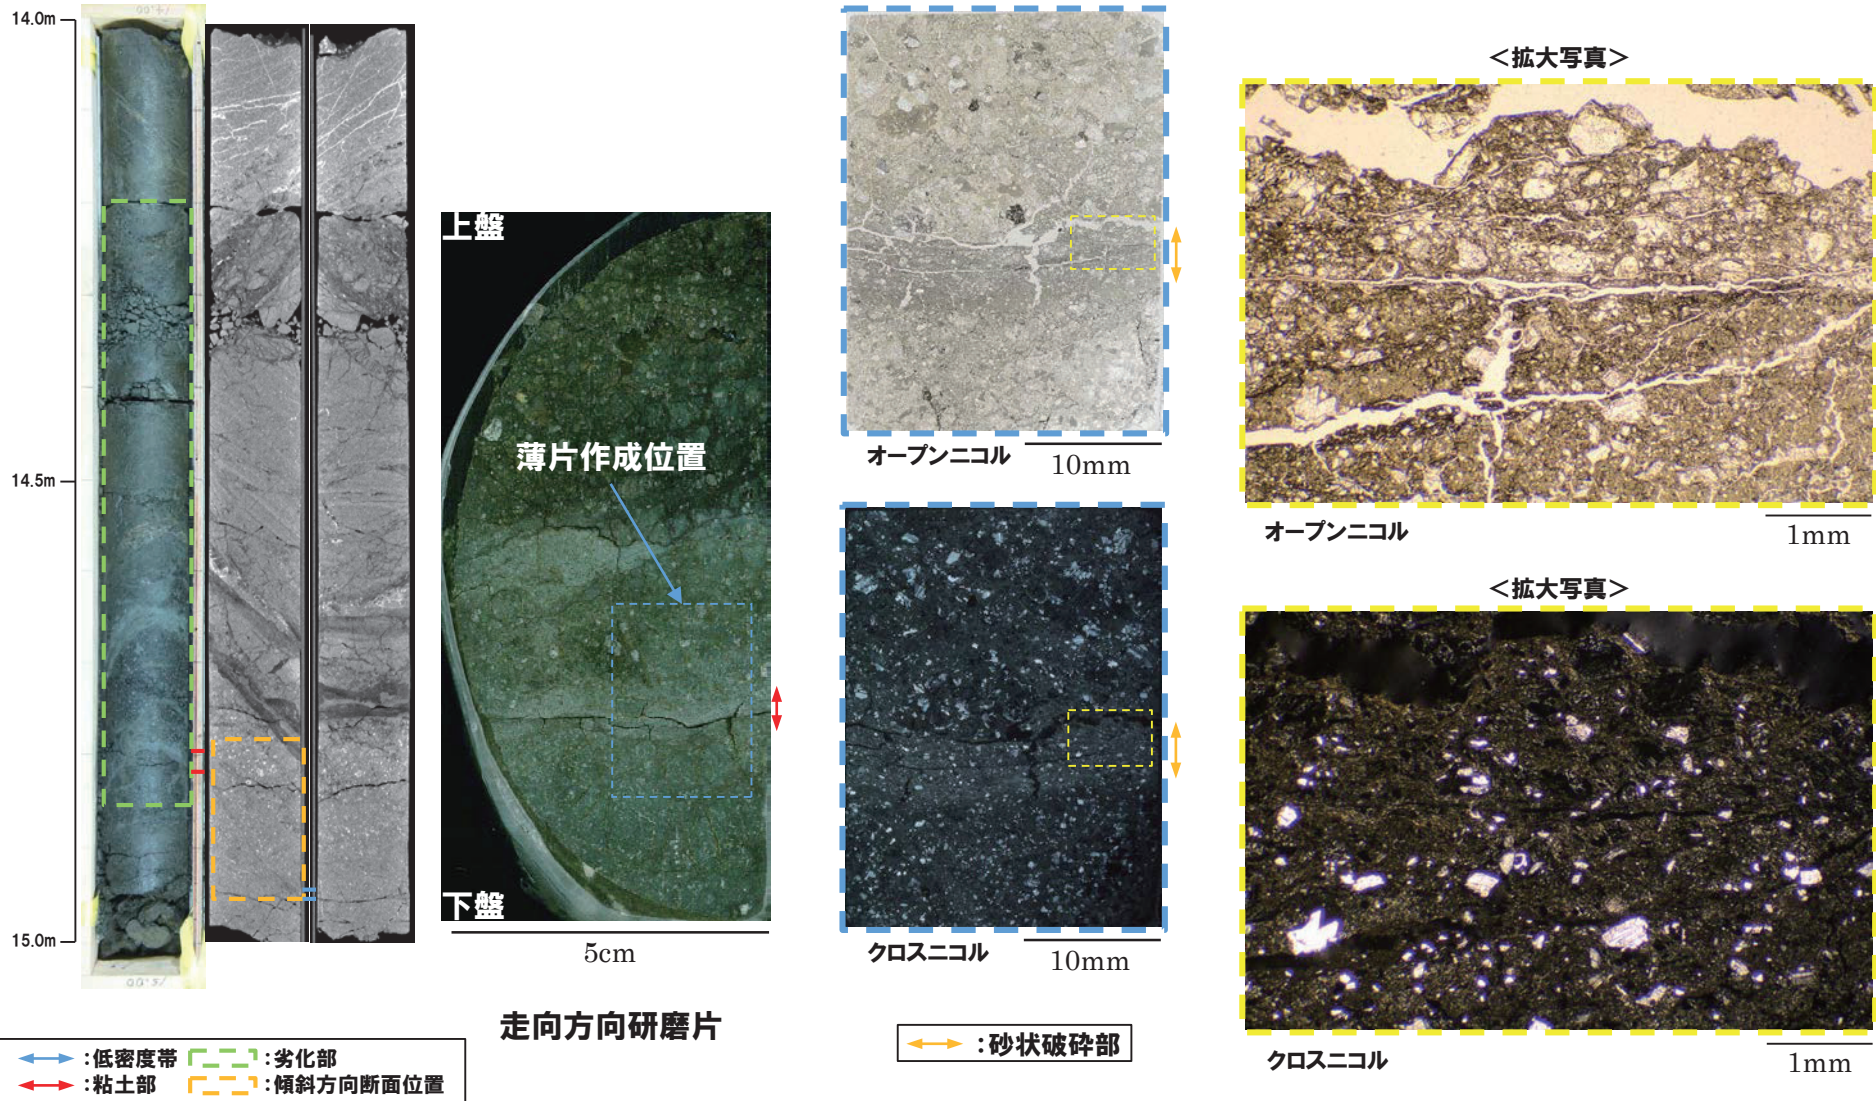 14.0m
14.5m
15.0m
上盤
薄片作成位置
下盤
5cm
走向方向研磨片
オープンニコル
10mm
クロスニコル
10mm
:砂状破砕部
<拡大写真>
オープンニコル
1mm
<拡大写真>
クロスニコル
1mm
:低密度帯
:劣化部
:粘土部
:傾斜方向断面位置